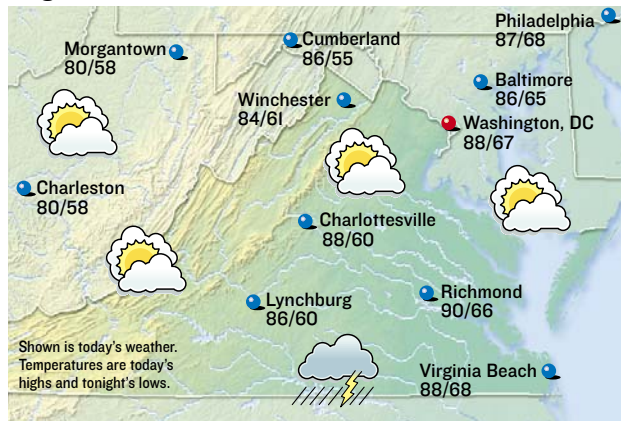 Philadelphia
87/68
Morgantown
80/58
Cumberland
86/55
Baltimore
86/65
Winchester
84/61
Washington, DC
88/67
Charleston
80/58
Charlottesville
88/60
Lynchburg
86/60
Richmond
90/66
Shown is today's weather.
Temperatures are today's
highs and tonight's lows.
Virginia Beach
88/68